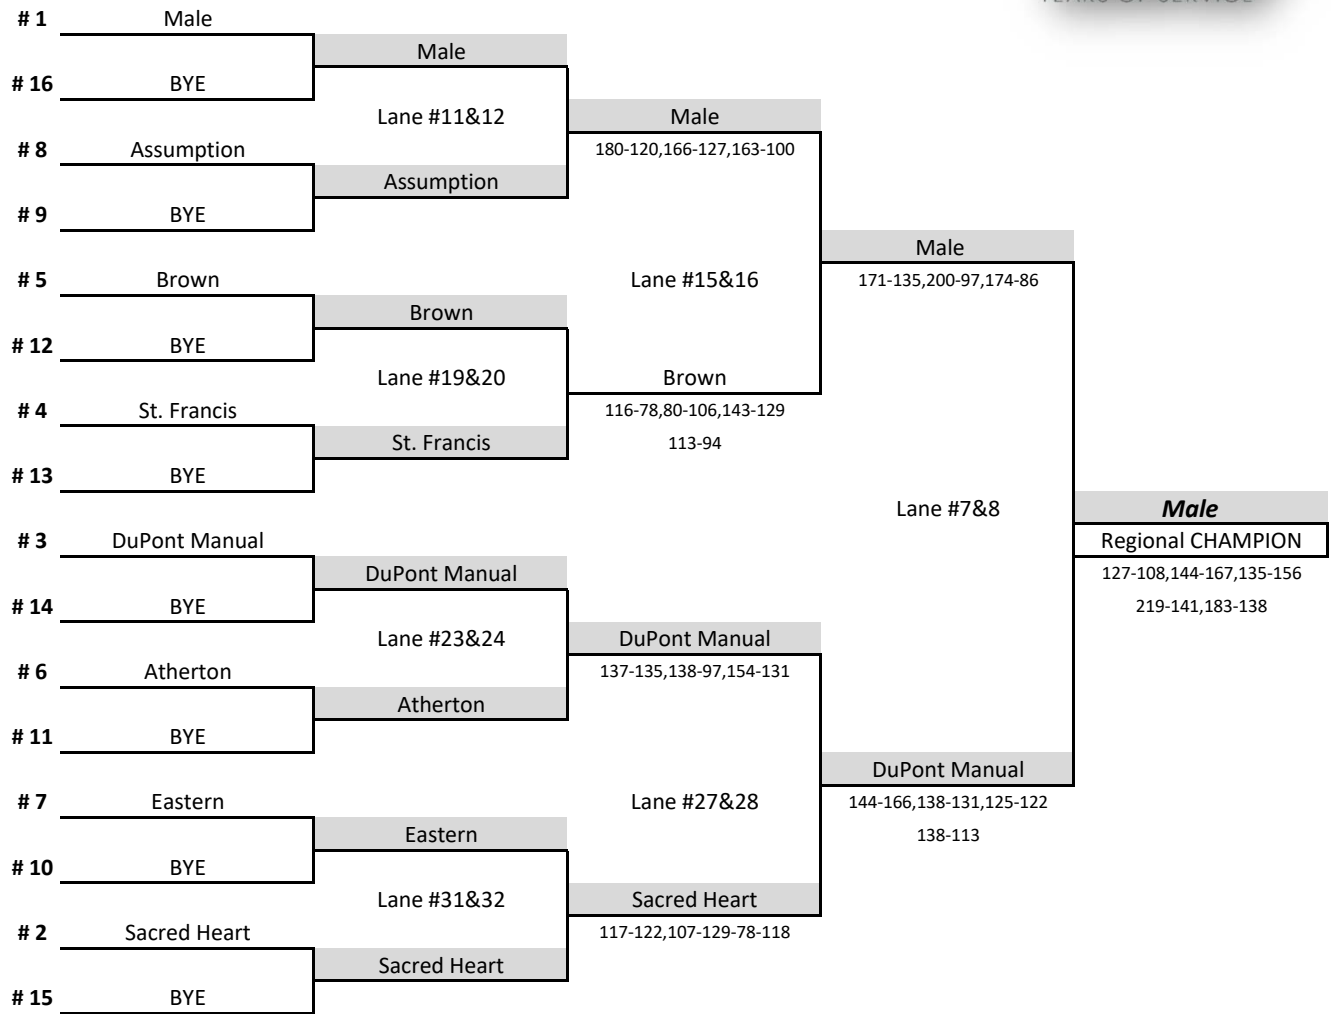 # 1 Male
Male
# 16 BYE
Lane #11&12 Male
# 8 Assumption 180-120,166-127,163-100
Assumption
# 9 BYE
Male
# 5 Brown Lane #15&16 171-135,200-97,174-86
Brown
# 12 BYE
Lane #19&20 Brown
# 4 St. Francis 116-78,80-106,143-129
St. Francis 113-94
# 13 BYE
Lane #7&8 Male
# 3 DuPont Manual Regional CHAMPION
DuPont Manual 127-108,144-167,135-156
# 14 BYE 219-141,183-138
Lane #23&24 DuPont Manual
# 6 Atherton 137-135,138-97,154-131
Atherton
# 11 BYE
DuPont Manual
# 7 Eastern Lane #27&28 144-166,138-131,125-122
Eastern 138-113
# 10 BYE
Lane #31&32 Sacred Heart
# 2 Sacred Heart 117-122,107-129-78-118
Sacred Heart
# 15 BYE